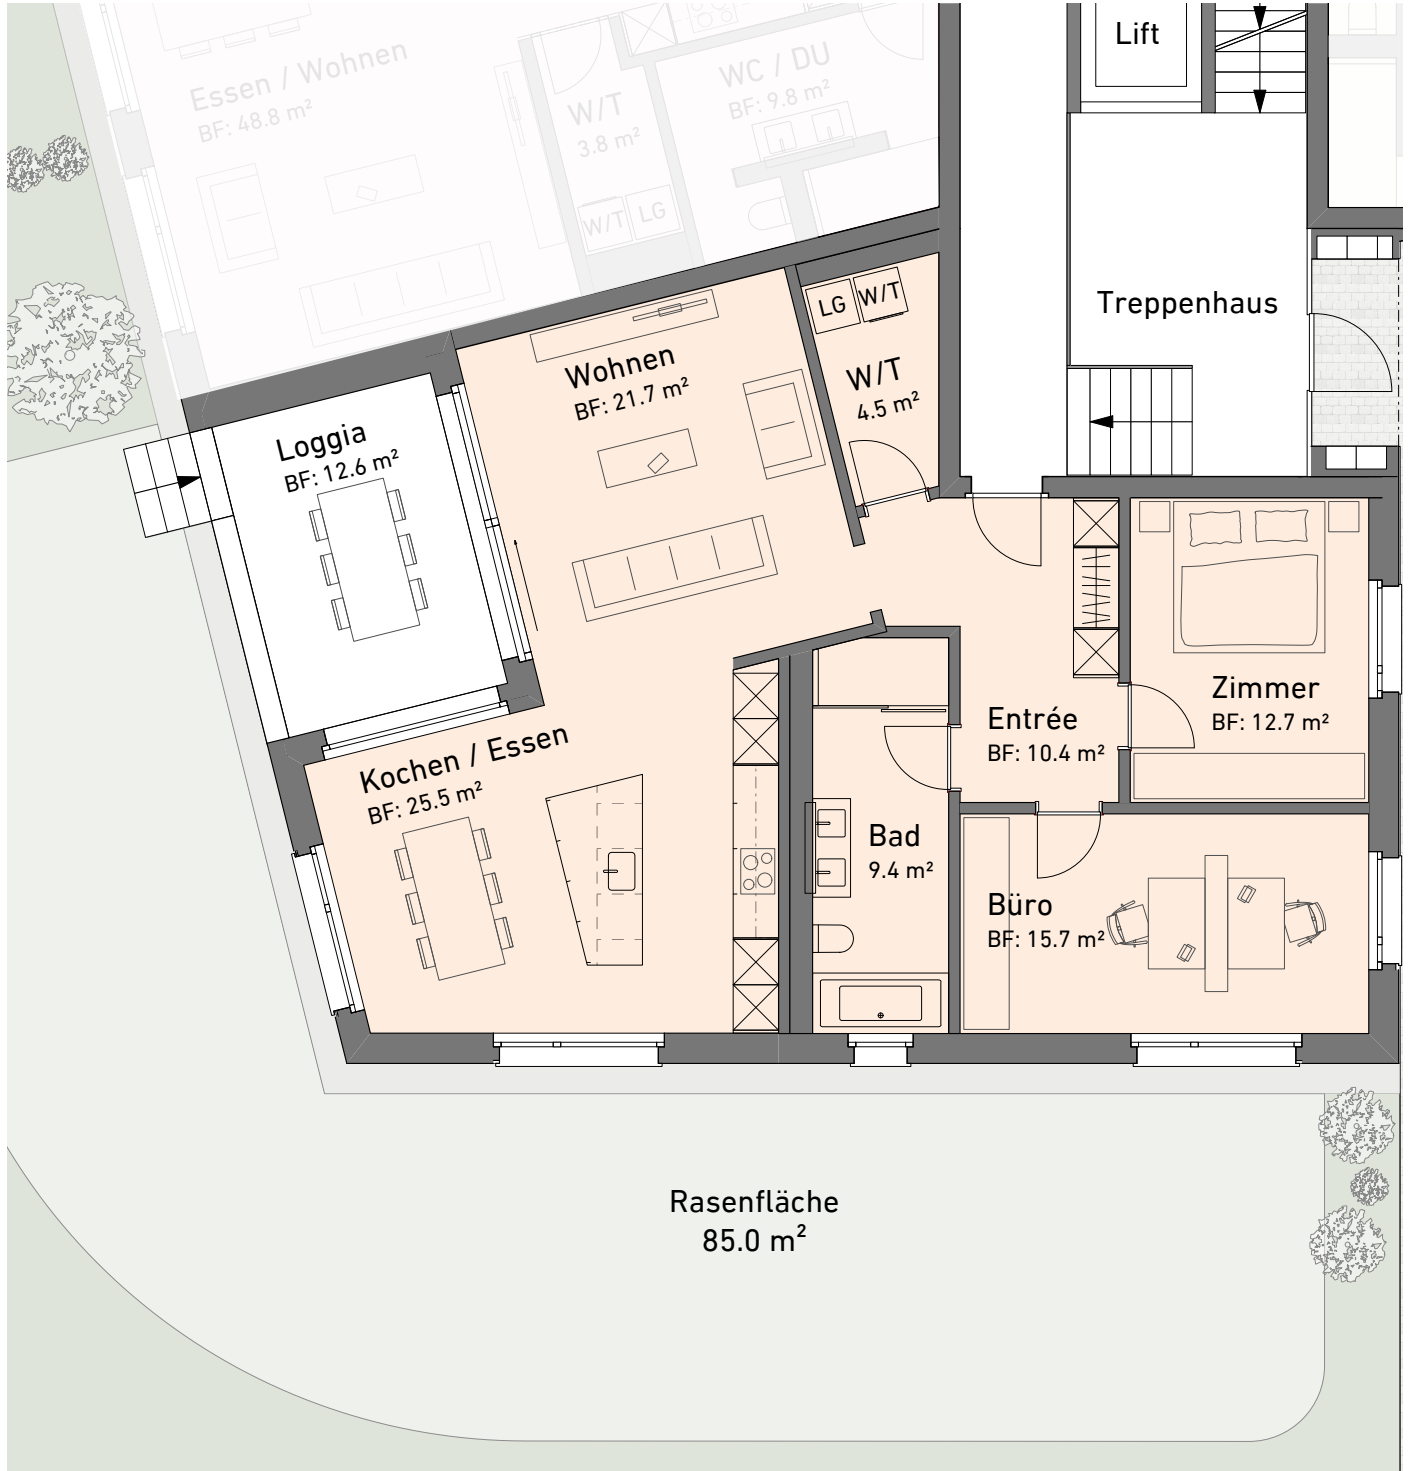 Essen / Wohnen
BF: 48.8 m²
W/T
3.8 m²
WC / DU
BF: 9.8 m²
W/T
LG
Lift
Treppenhaus
LG
W/T
W/T
4.5 m²
Wohnen
BF: 21.7 m²
Loggia
BF: 12.6 m²
Kochen / Essen
BF: 25.5 m²
Entrée
BF: 10.4 m²
Zimmer
BF: 12.7 m²
Bad
9.4 m²
Büro
BF: 15.7 m²
Rasenfläche
85.0 m²